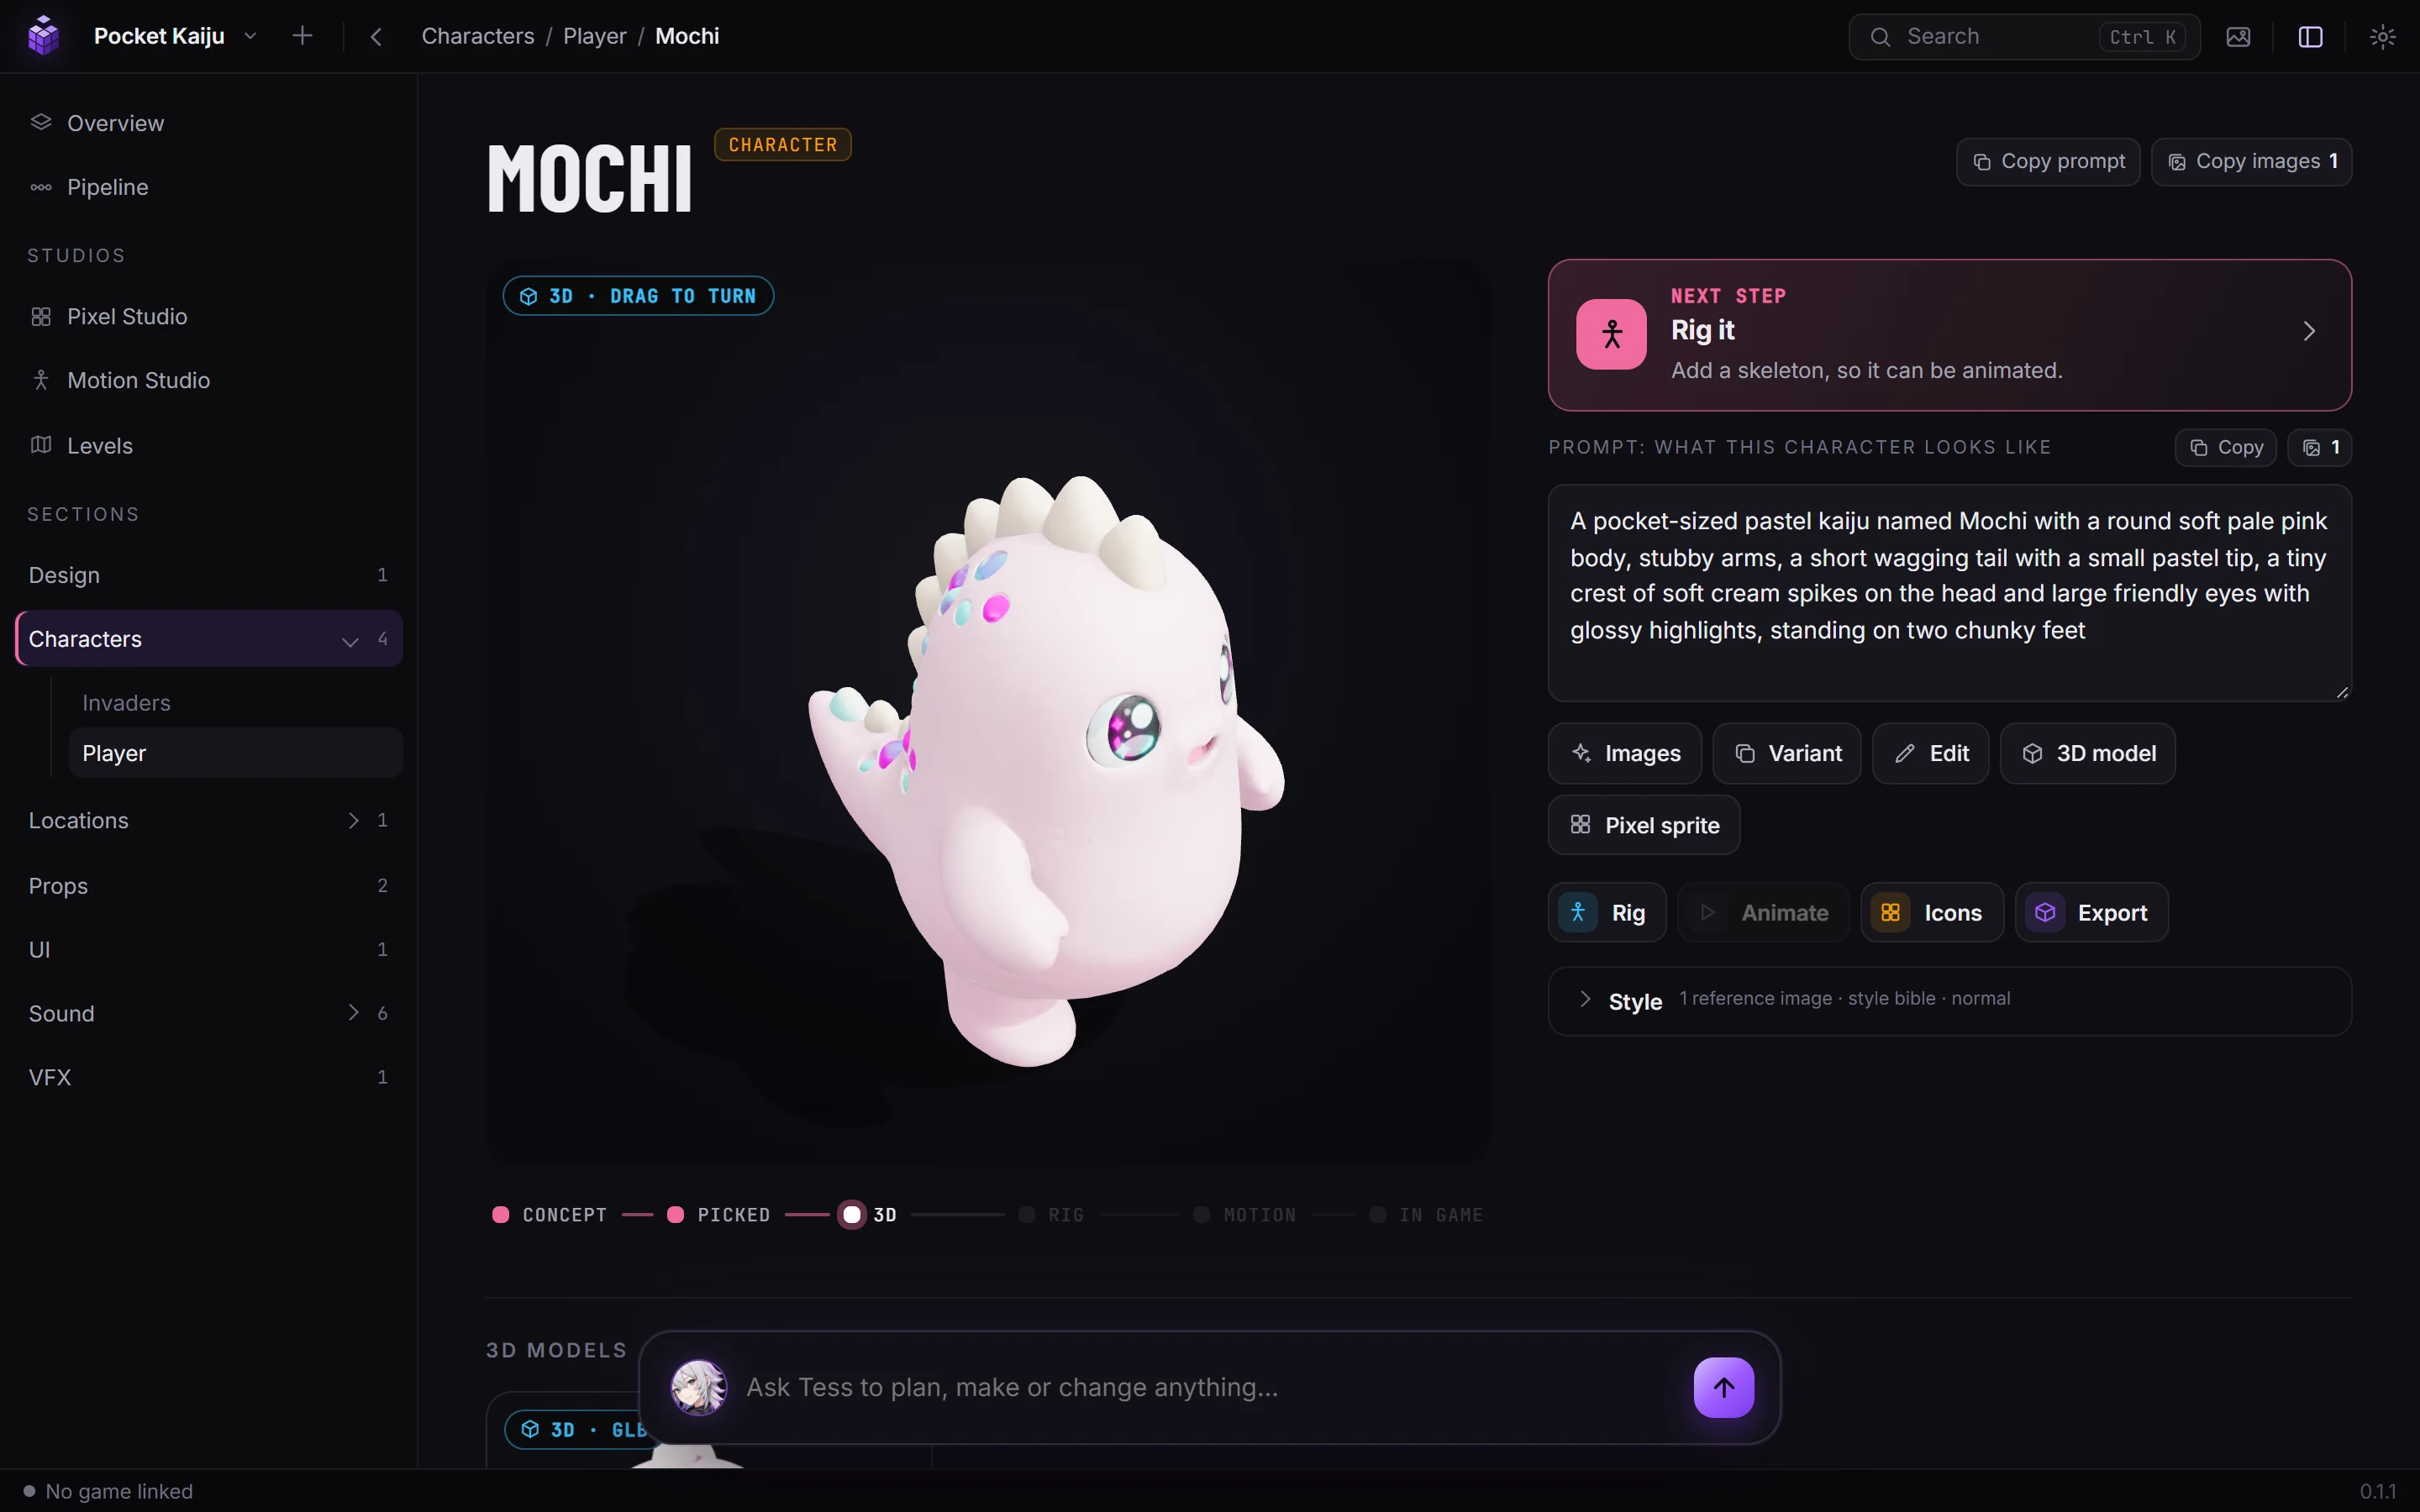 Pocket Kaiju
Characters / Player / Mochi
Search
Ctrl K
Overview
Pipeline
STUDIOS
Pixel Studio
Motion Studio
Levels
SECTIONS
Design 1
Characters 4
Invaders
Player
Locations 1
Props 2
UI 1
Sound 6
VFX 1
MOCHI
CHARACTER
Copy prompt
Copy images 1
3D · DRAG TO TURN
NEXT STEP
Rig it
Add a skeleton, so it can be animated.
PROMPT: WHAT THIS CHARACTER LOOKS LIKE
Copy
1
A pocket-sized pastel kaiju named Mochi with a round soft pale pink
body, stubby arms, a short wagging tail with a small pastel tip, a tiny
crest of soft cream spikes on the head and large friendly eyes with
glossy highlights, standing on two chunky feet
Images
Variant
Edit
3D model
Pixel sprite
Rig
Animate
Icons
Export
Style 1 reference image · style bible · normal
CONCEPT
PICKED
3D
RIG
MOTION
IN GAME
3D MODELS
3D · GLB
Ask Tess to plan, make or change anything...
No game linked
0.1.1